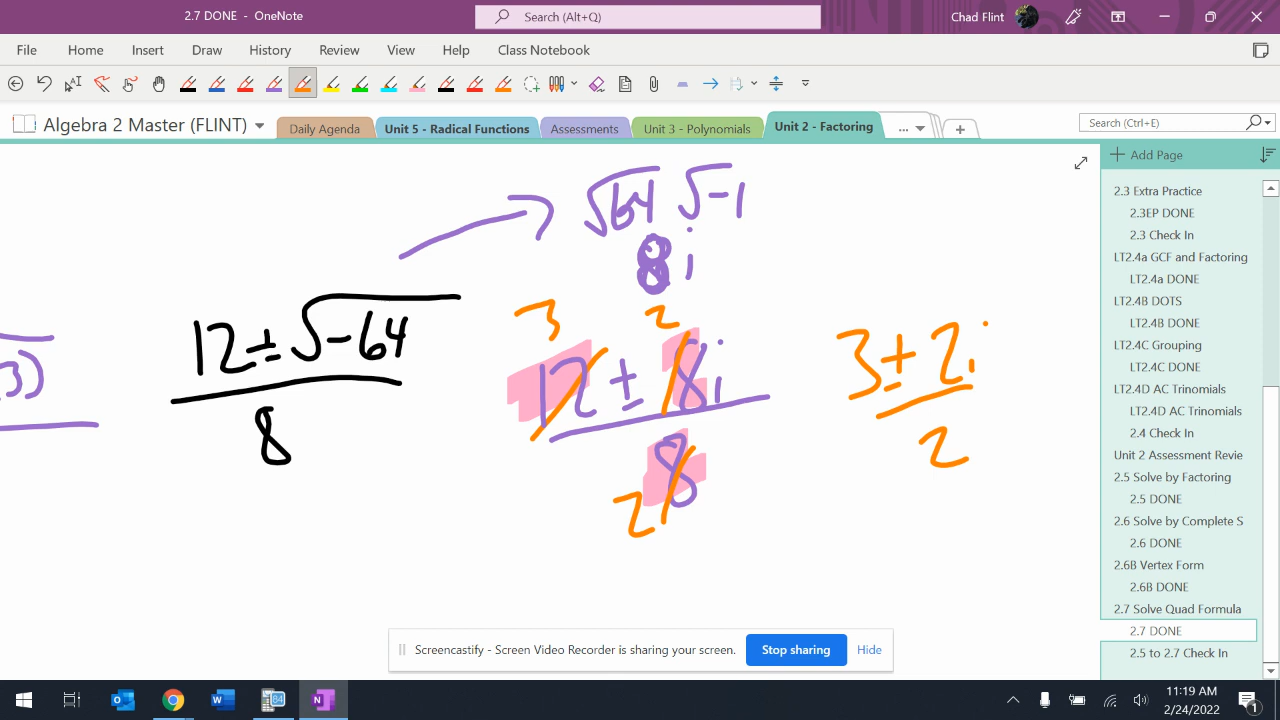 2.7 DONE - OneNote
Search (Alt+Q)
Chad Flint
File Home Insert Draw History Review View Help Class Notebook
Algebra 2 Master (FLINT)
Daily Agenda
Unit 5 - Radical Functions
Assessments
Unit 3 - Polynomials
Unit 2 - Factoring
...
Search (Ctrl+E)
Add Page
2.3 Extra Practice
2.3EP DONE
2.3 Check In
LT2.4a GCF and Factoring
LT2.4a DONE
LT2.4B DOTS
LT2.4B DONE
LT2.4C Grouping
LT2.4C DONE
LT2.4D AC Trinomials
LT2.4D AC Trinomials
2.4 Check In
Unit 2 Assessment Revie
2.5 Solve by Factoring
2.5 DONE
2.6 Solve by Complete S
2.6 DONE
2.6B Vertex Form
2.6B DONE
2.7 Solve Quad Formula
2.7 DONE
2.5 to 2.7 Check In
√64 √-1
8 i
3)
12 ± √-64
8
3 2
12 ± 8i
8
2
3 ± 2i
2
Screencastify - Screen Video Recorder is sharing your screen.
Stop sharing
Hide
84
11:19 AM
2/24/2022
1